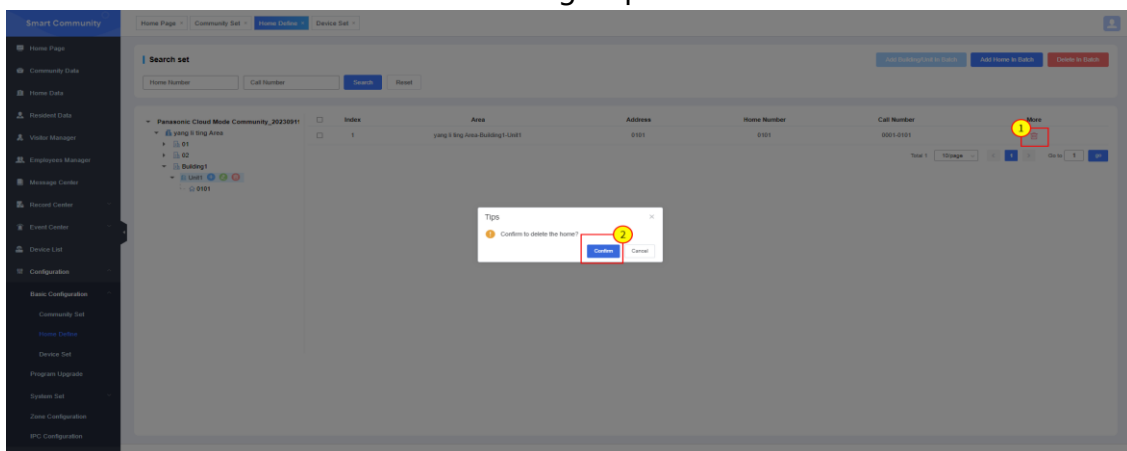 Smart Community
Home Page
Community Set
Home Define
Device Set
Home Page
Community Data
Home Data
Resident Data
Visitor Manager
Employees Manager
Message Center
Record Center
Event Center
Device List
Configuration
Basic Configuration
Community Set
Home Define
Device Set
Program Upgrade
System Set
Zone Configuration
IPC Configuration
Search set
Add Building/Unit In Batch
Add Home In Batch
Delete In Batch
Home Number
Call Number
Search
Reset
yang li ting Area
01
02
Building1
Unit1
0101
Index Area Address Home Number Call Number More
1 yang li ting Area-Building1-Unit1 0101 0101 0001-0101
1
Total 1 10/page 1 Go to 1
Tips
Confirm to delete the home?
2
Confirm Cancel